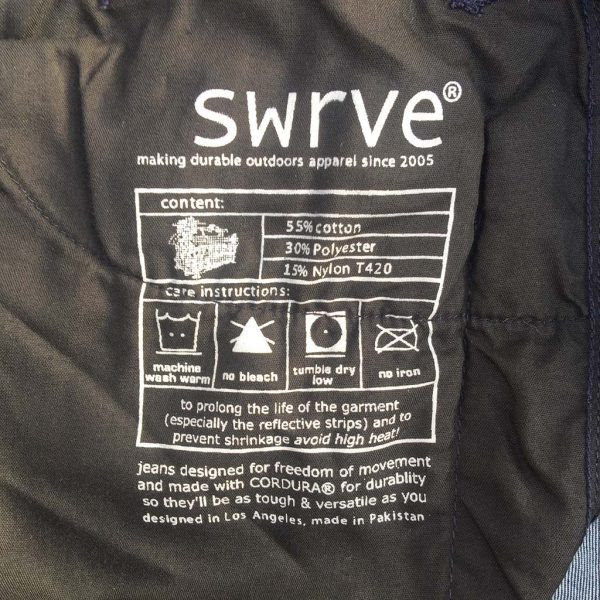 swrve®
making durable outdoors apparel since 2005
content:
55% cotton
30% Polyester
15% Nylon T420
care instructions:
machine wash warm
no bleach
tumble dry low
no iron
to prolong the life of the garment
(especially the reflective strips) and to
prevent shrinkage avoid high heat!
jeans designed for freedom of movement
and made with CORDURA® for durablity
so they'll be as tough & versatile as you
designed in Los Angeles, made in Pakistan